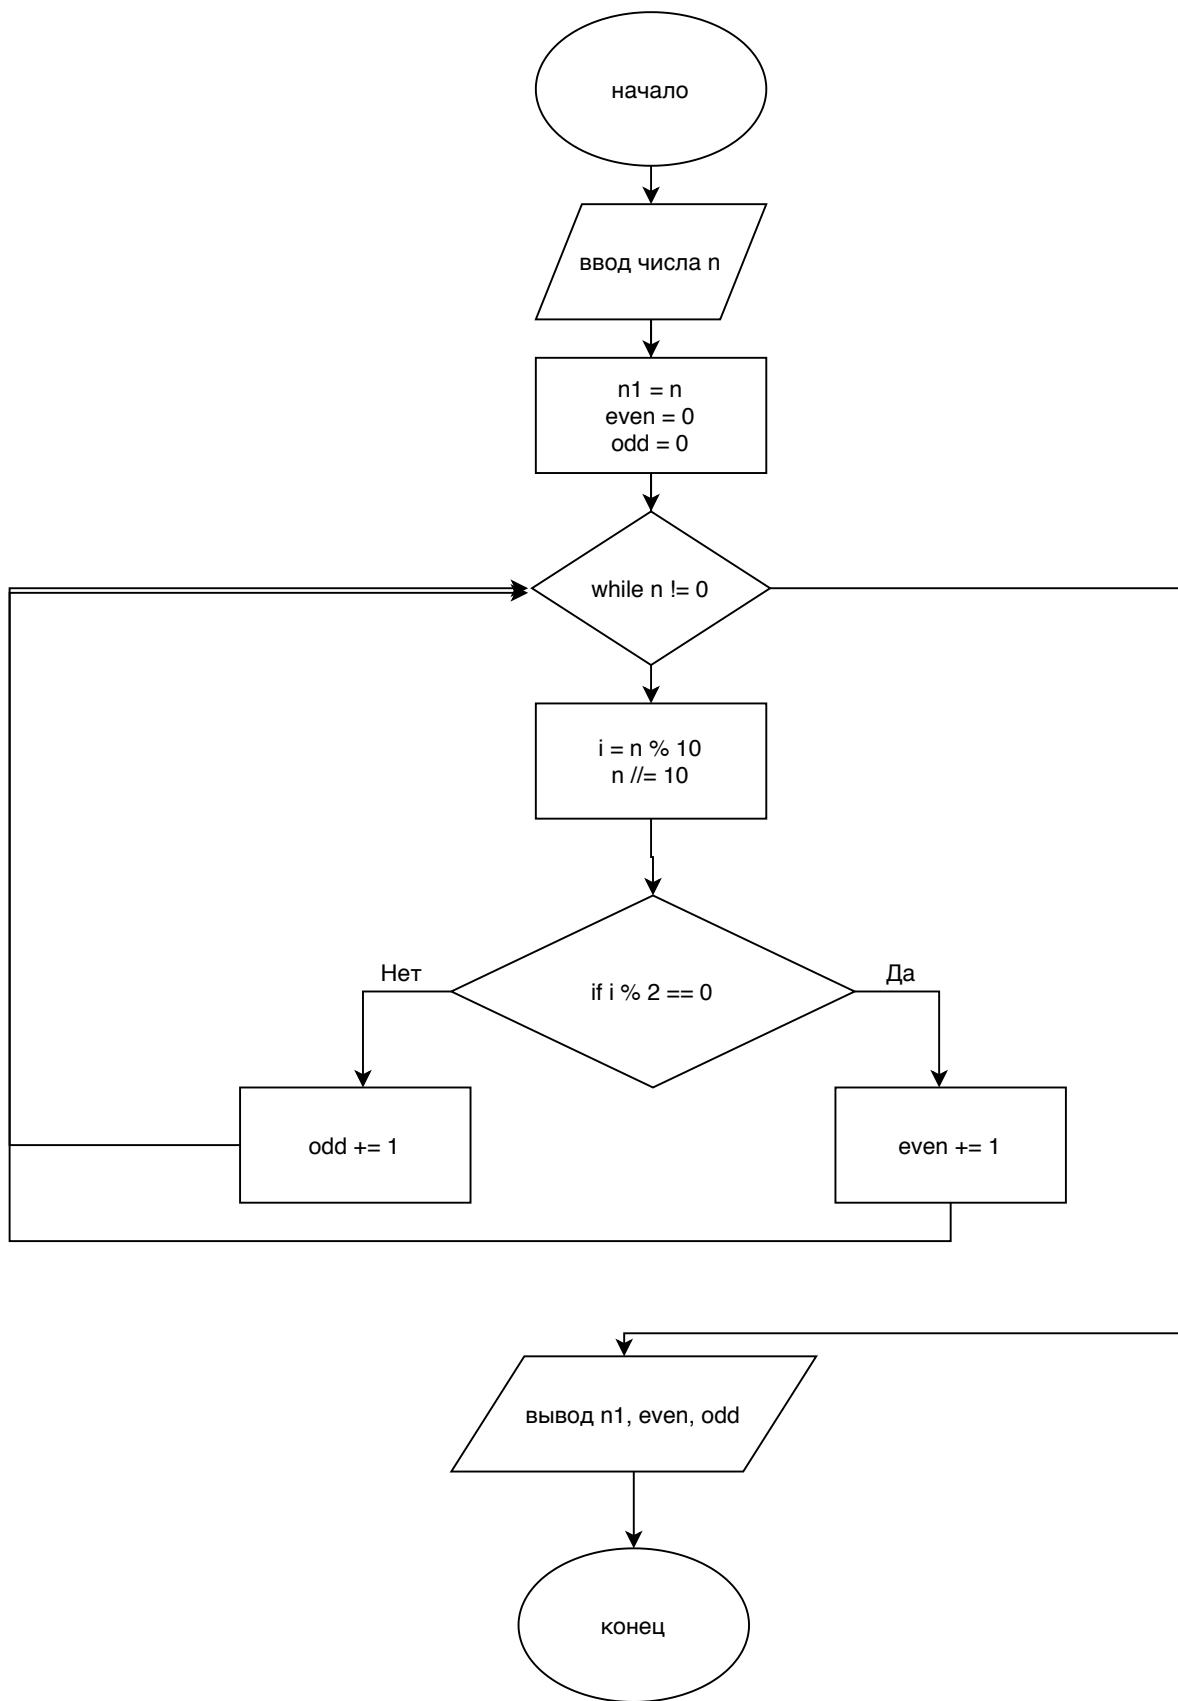 начало
ввод числа n
n1 = n
even = 0
odd = 0
while n != 0
i = n % 10
n //= 10
Нет
Да
if i % 2 == 0
odd += 1
even += 1
вывод n1, even, odd
конец